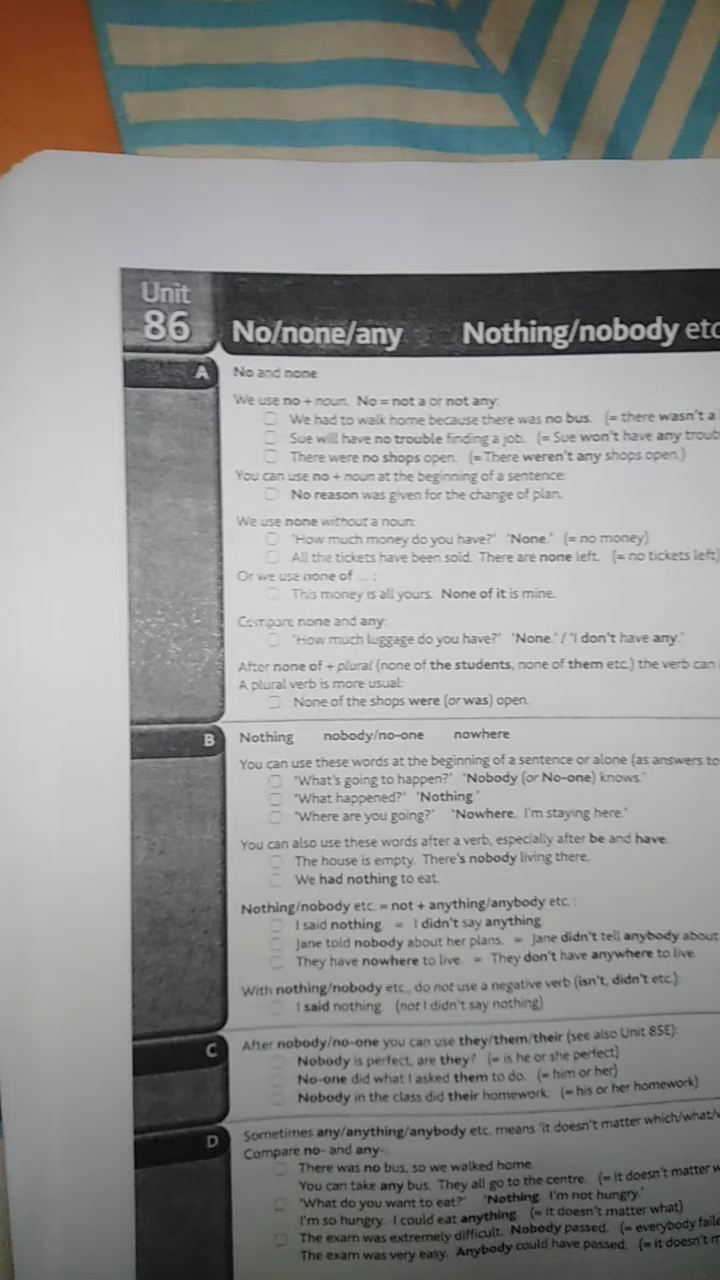 Unit
86
No/none/any Nothing/nobody etc
A
No and none
We use no + noun. No = not a or not any:
We had to walk home because there was no bus. (= there wasn't a
Sue will have no trouble finding a job. (= Sue won't have any troub
There were no shops open. (= There weren't any shops open.)
You can use no + noun at the beginning of a sentence:
No reason was given for the change of plan.
We use none without a noun:
'How much money do you have?' 'None.' (= no money)
All the tickets have been sold. There are none left. (= no tickets left)
Or we use none of ... :
This money is all yours. None of it is mine.
Compare none and any:
'How much luggage do you have?' 'None.' / 'I don't have any.'
After none of + plural (none of the students, none of them etc.) the verb can
A plural verb is more usual:
None of the shops were (or was) open.
B
Nothing nobody/no-one nowhere
You can use these words at the beginning of a sentence or alone (as answers to
'What's going to happen?' 'Nobody (or No-one) knows.'
'What happened?' 'Nothing.'
'Where are you going?' 'Nowhere. I'm staying here.'
You can also use these words after a verb, especially after be and have:
The house is empty. There's nobody living there.
We had nothing to eat.
Nothing/nobody etc. = not + anything/anybody etc. :
I said nothing. = I didn't say anything.
Jane told nobody about her plans. = Jane didn't tell anybody about
They have nowhere to live. = They don't have anywhere to live.
With nothing/nobody etc., do not use a negative verb (isn't, didn't etc.):
I said nothing. (not I didn't say nothing)
C
After nobody/no-one you can use they/them/their (see also Unit 85E):
Nobody is perfect, are they? (= is he or she perfect)
No-one did what I asked them to do. (= him or her)
Nobody in the class did their homework. (= his or her homework)
D
Sometimes any/anything/anybody etc. means 'it doesn't matter which/what/
Compare no- and any-:
There was no bus, so we walked home.
You can take any bus. They all go to the centre. (= it doesn't matter w
'What do you want to eat?' 'Nothing. I'm not hungry.'
I'm so hungry. I could eat anything. (= it doesn't matter what)
The exam was extremely difficult. Nobody passed. (= everybody faile
The exam was very easy. Anybody could have passed. (= it doesn't m